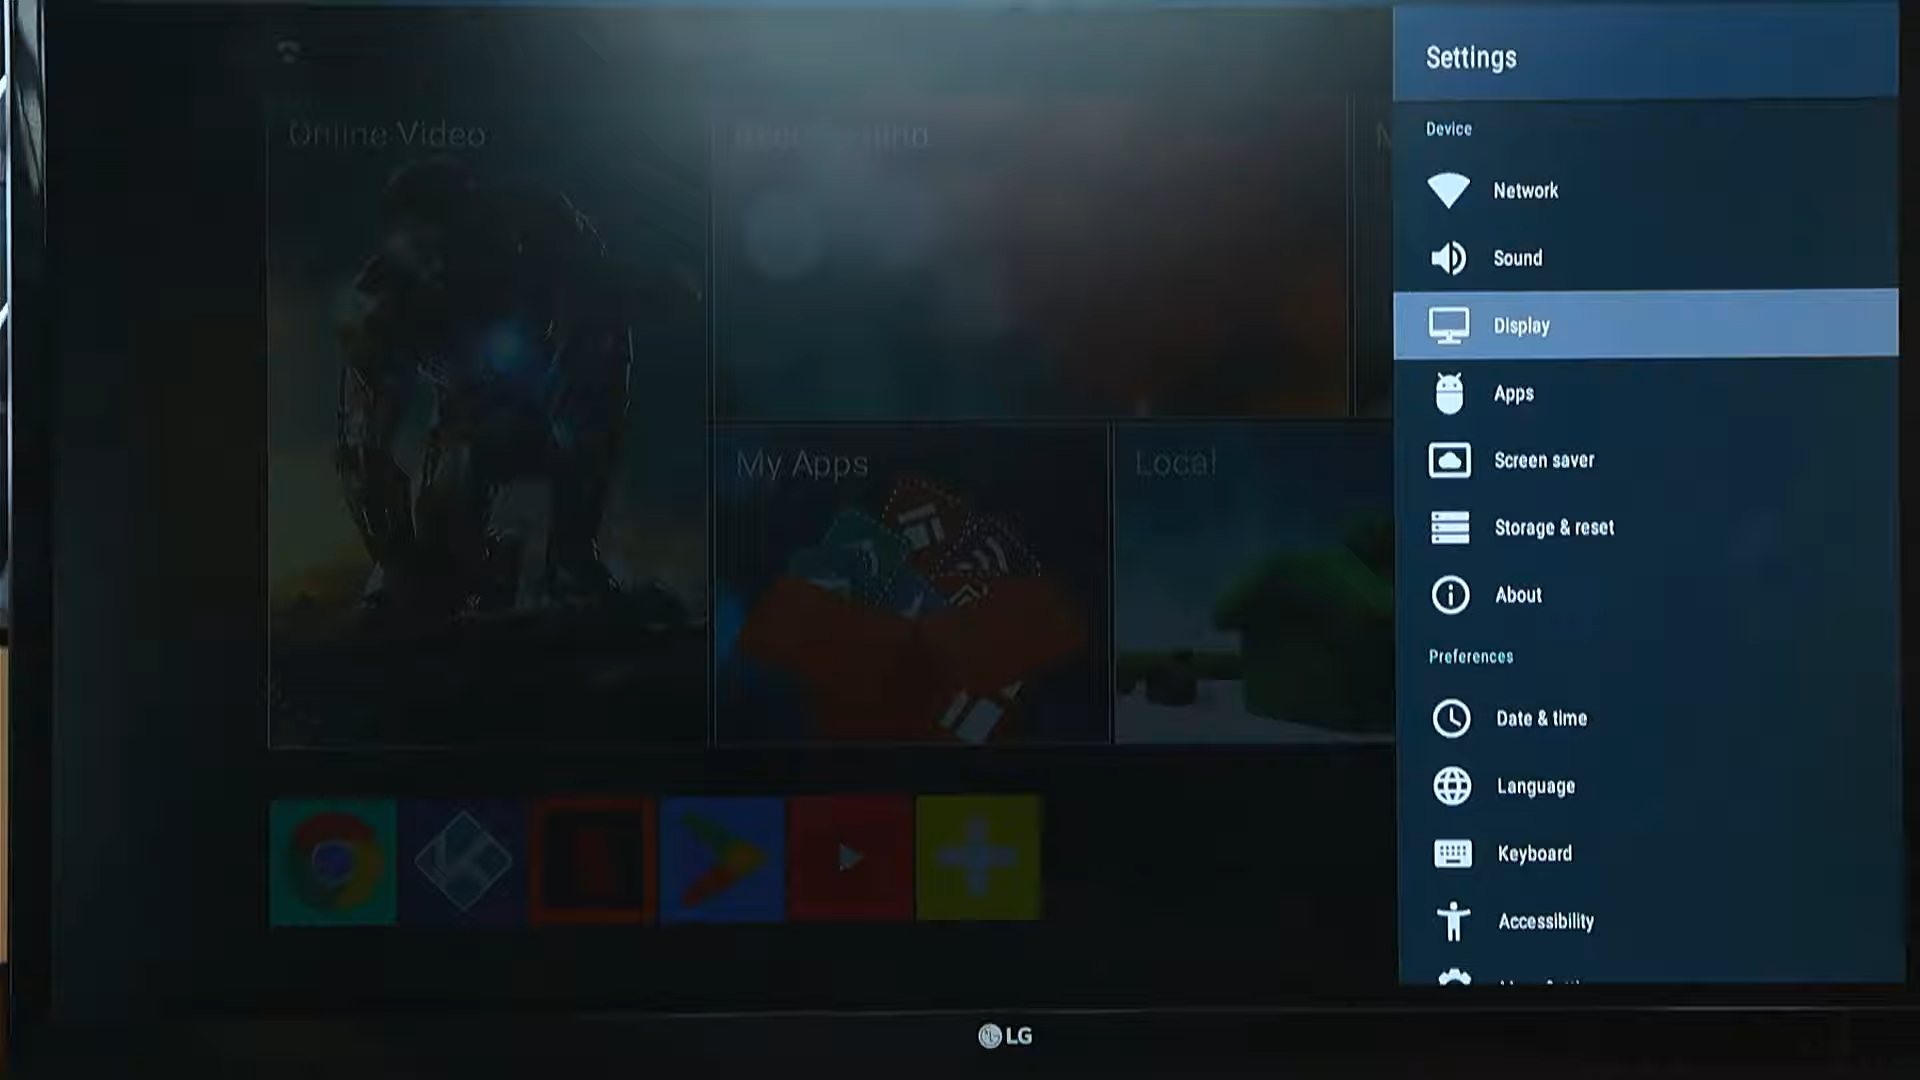 Settings
Device
Network
Sound
Display
Apps
Screen saver
Storage & reset
About
Preferences
Date & time
Language
Keyboard
Accessibility
Online Video
My Apps
Local
LG